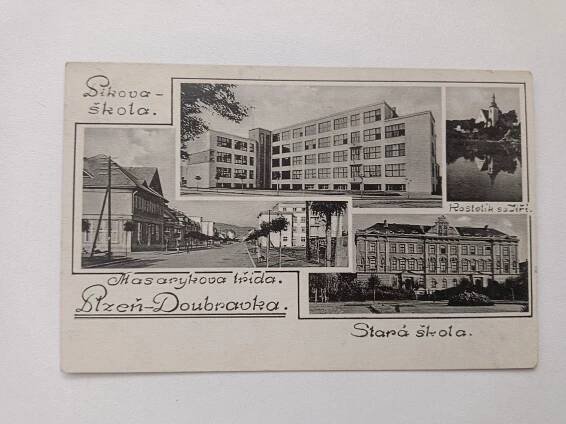 Šikova-
škola.
Kostelík sv. Jiří.
Masarykova třída.
Plzeň-Doubravka.
Stará škola.